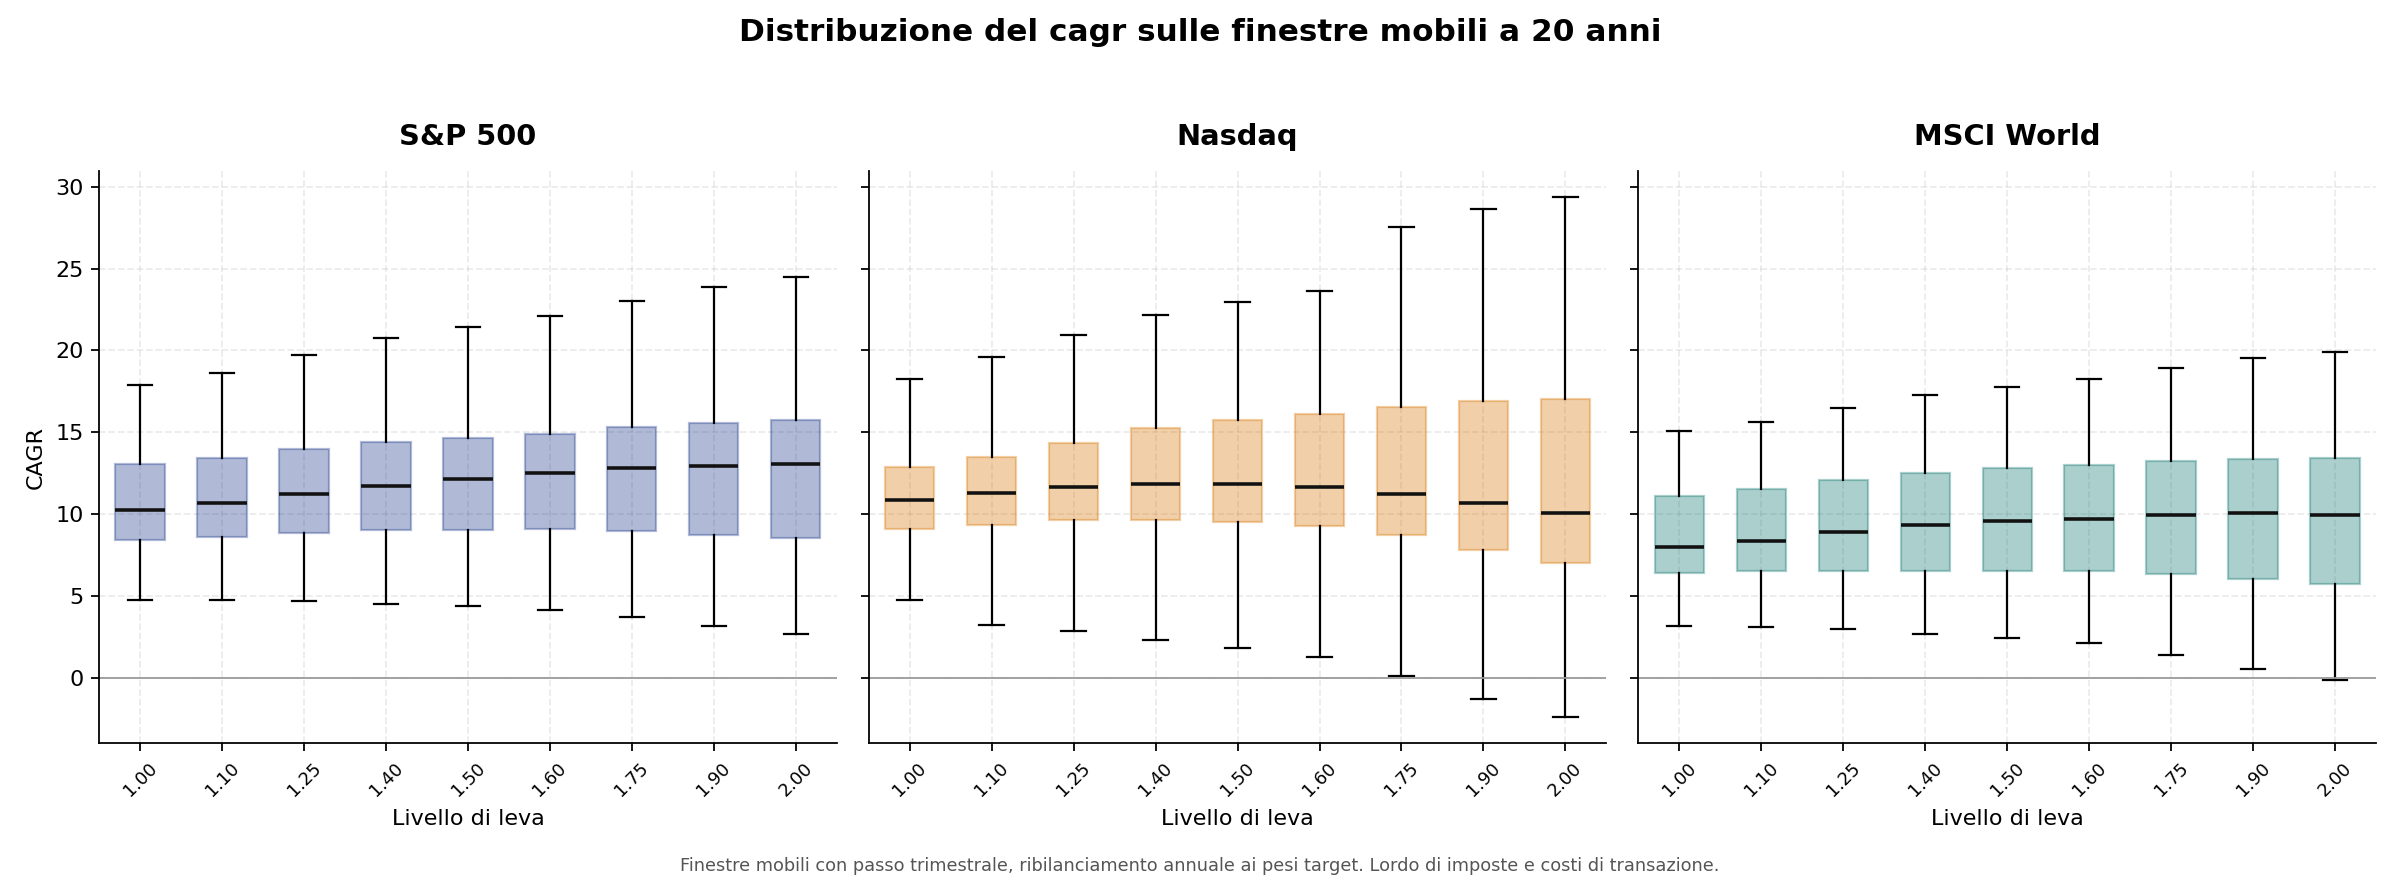 Distribuzione del cagr sulle finestre mobili a 20 anni
S&P 500
Nasdaq
MSCI World
CAGR
30
25
20
15
10
5
0
1.00 1.10 1.25 1.40 1.50 1.60 1.75 1.90 2.00
1.00 1.10 1.25 1.40 1.50 1.60 1.75 1.90 2.00
1.00 1.10 1.25 1.40 1.50 1.60 1.75 1.90 2.00
Livello di leva
Livello di leva
Livello di leva
Finestre mobili con passo trimestrale, ribilanciamento annuale ai pesi target. Lordo di imposte e costi di transazione.